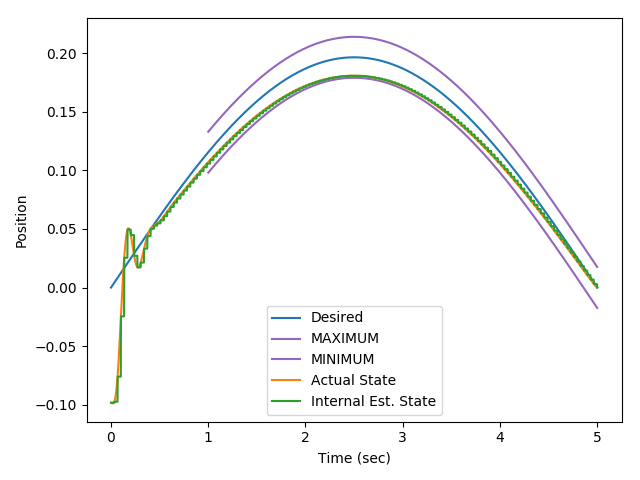 0.20
0.15
0.10
0.05
0.00
−0.05
−0.10
Position
Desired
MAXIMUM
MINIMUM
Actual State
Internal Est. State
0 1 2 3 4 5
Time (sec)